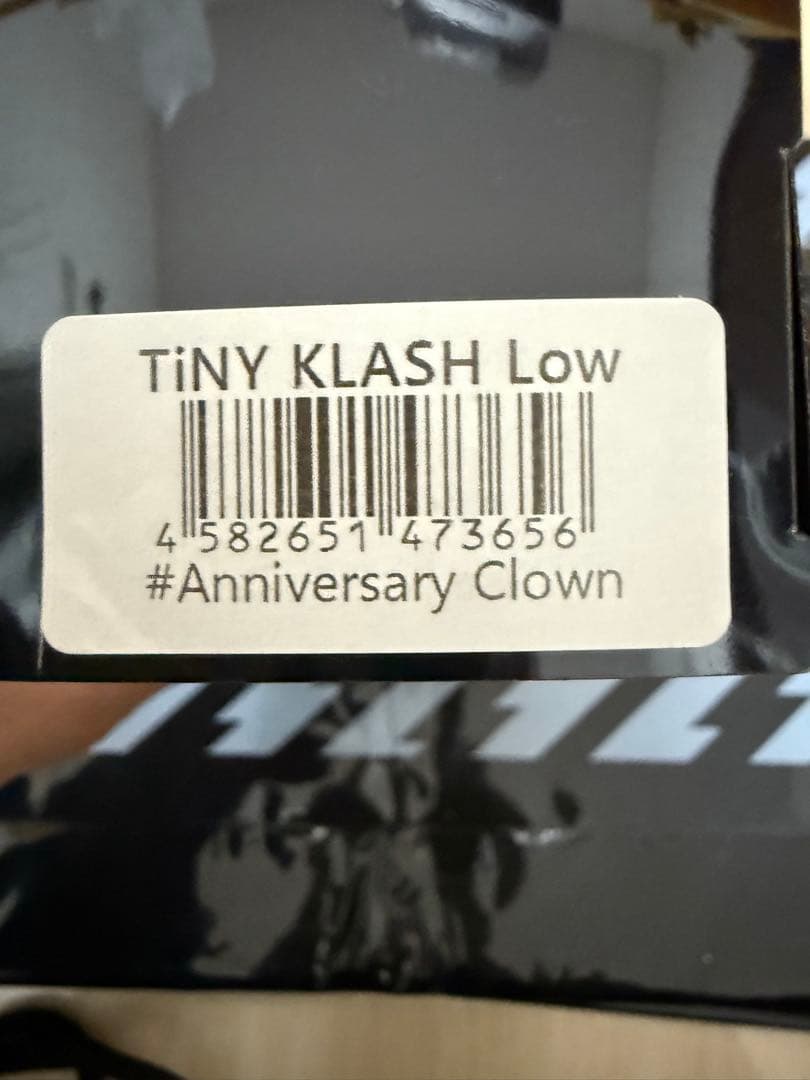 TiNY KLASH Low
4 582651 473656
#Anniversary Clown